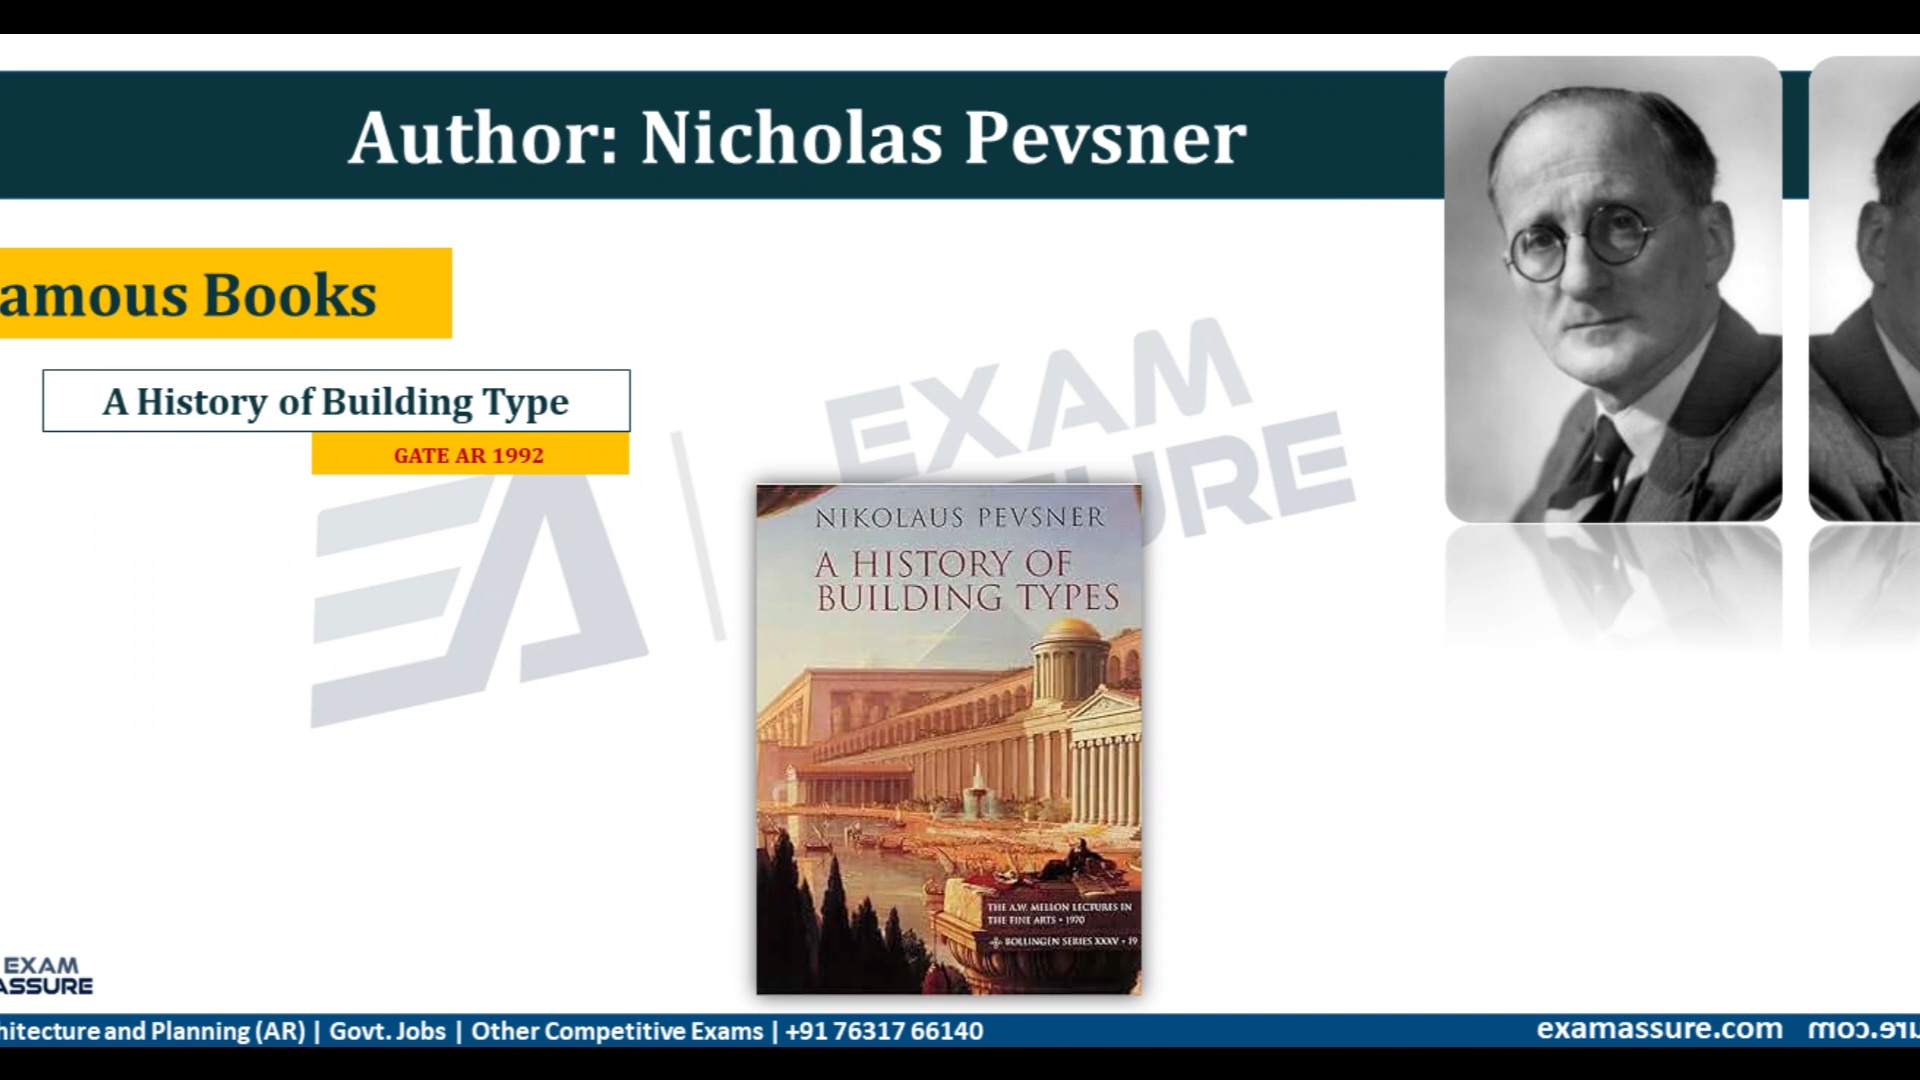 Author: Nicholas Pevsner
amous Books
A History of Building Type
GATE AR 1992
EXAM
URE
NIKOLAUS PEVSNER
A HISTORY OF
BUILDING TYPES
THE A.W. MELLON LECTURES IN
THE FINE ARTS • 1970
BOLLINGEN SERIES XXXV • 19
EXAM
ASSURE
hitecture and Planning (AR) | Govt. Jobs | Other Competitive Exams | +91 76317 66140
examassure.com